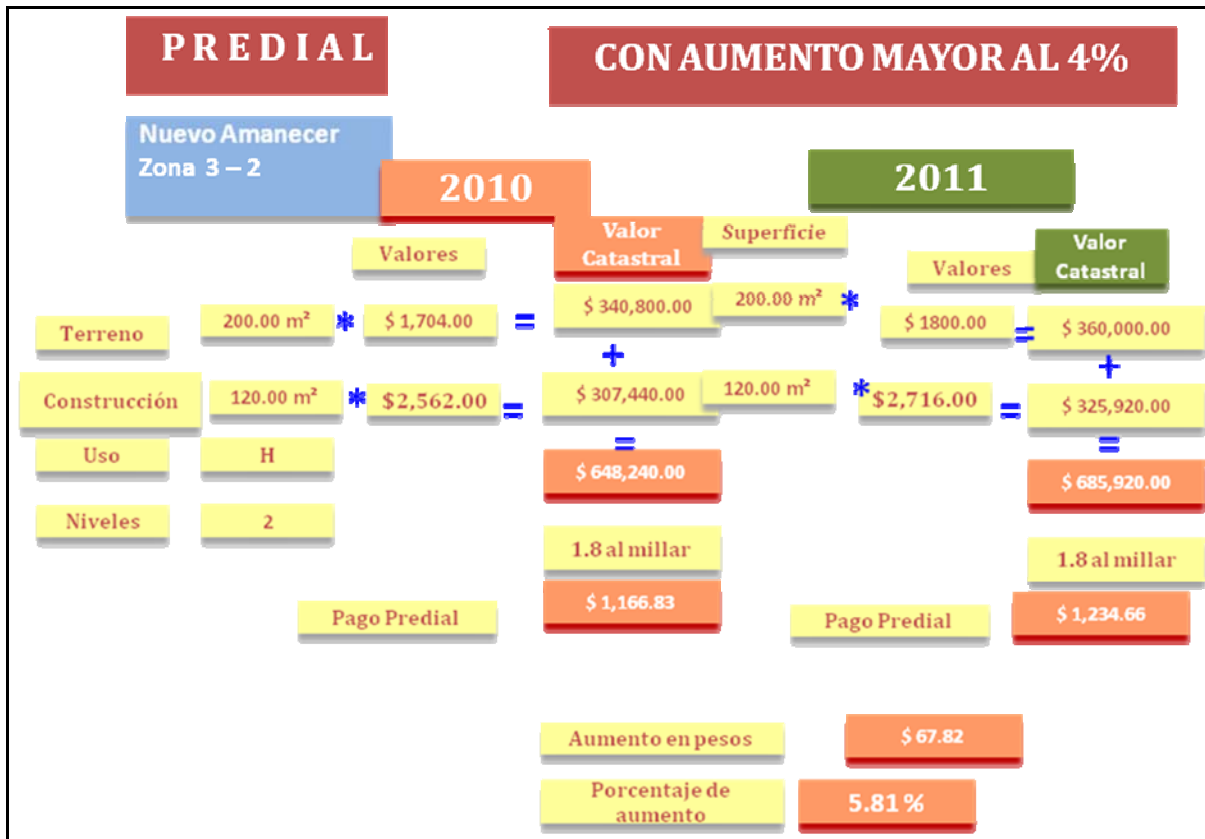 PREDIAL
CON AUMENTO MAYOR AL 4%
Nuevo Amanecer
Zona 3 – 2
2010
2011
Valores
Valor
Catastral
Superficie
Valores
Valor
Catastral
Terreno
200.00 m²
*
$ 1,704.00
=
$ 340,800.00
200.00 m²
*
$ 1800.00
=
$ 360,000.00
+
+
Construcción
120.00 m²
*
$2,562.00
=
$ 307,440.00
120.00 m²
*
$2,716.00
=
$ 325,920.00
=
=
Uso
H
$ 648,240.00
$ 685,920.00
Niveles
2
1.8 al millar
1.8 al millar
Pago Predial
$ 1,166.83
Pago Predial
$ 1,234.66
Aumento en pesos
$ 67.82
Porcentaje de
aumento
5.81 %